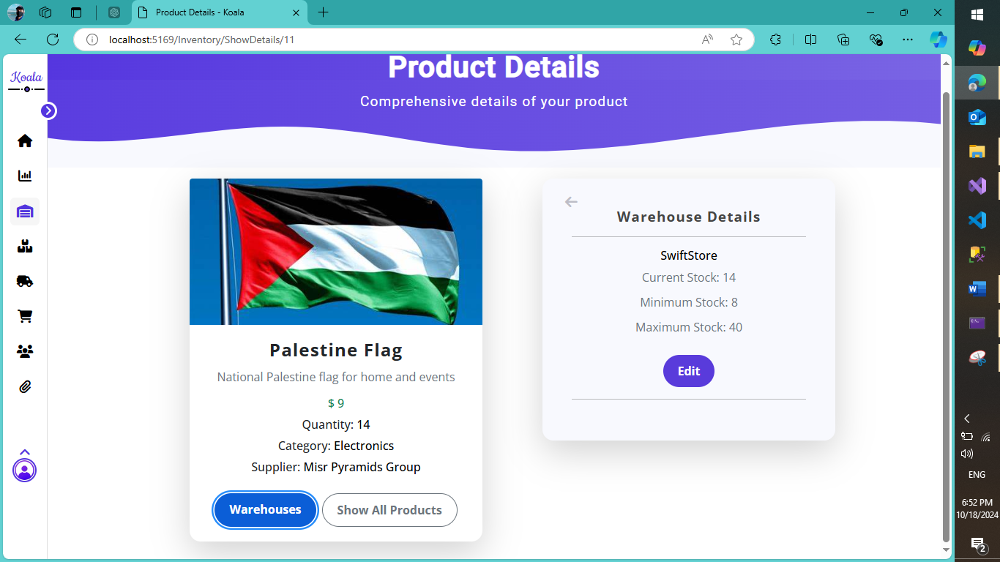 Product Details - Koala
localhost:5169/Inventory/ShowDetails/11
Koala
Product Details
Comprehensive details of your product
Palestine Flag
National Palestine flag for home and events
$ 9
Quantity: 14
Category: Electronics
Supplier: Misr Pyramids Group
Warehouses
Show All Products
Warehouse Details
SwiftStore
Current Stock: 14
Minimum Stock: 8
Maximum Stock: 40
Edit
ENG
6:52 PM
10/18/2024
2